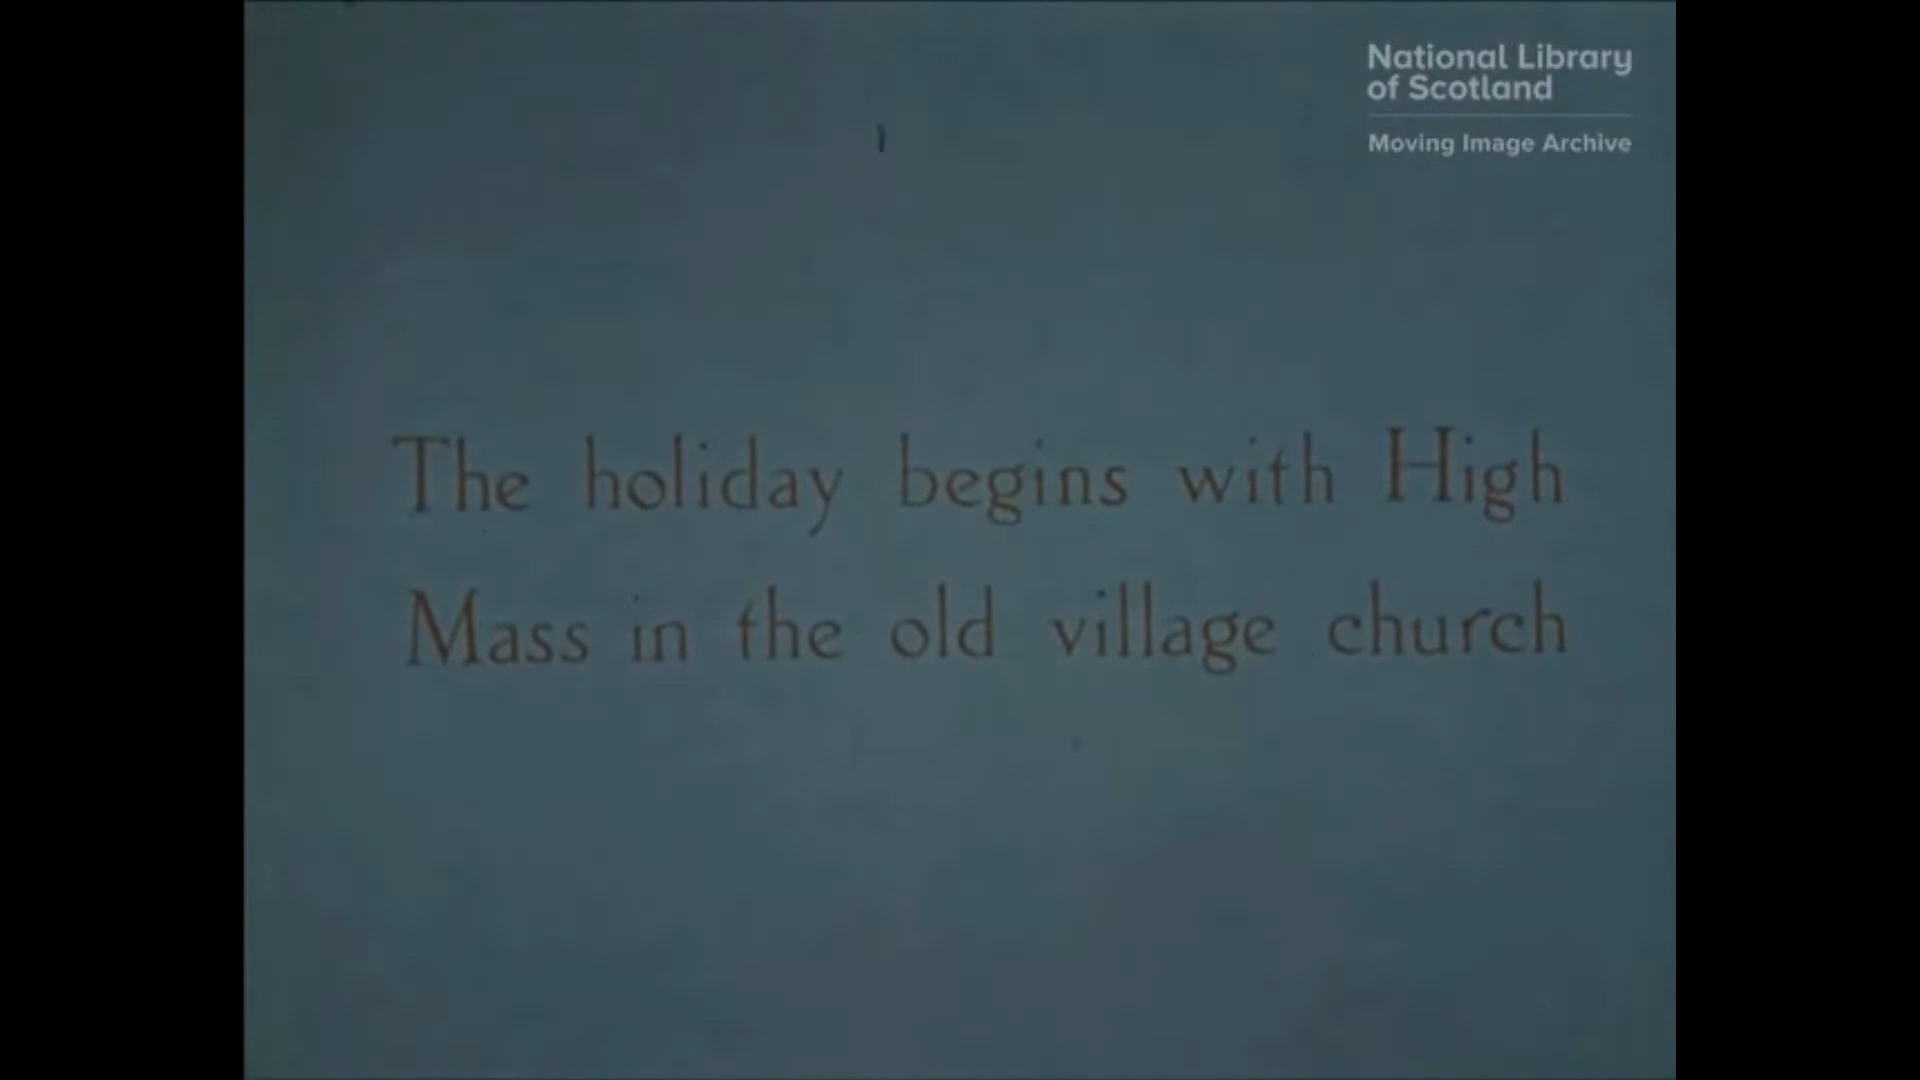 National Library
of Scotland
Moving Image Archive
The holiday begins with High
Mass in the old village church